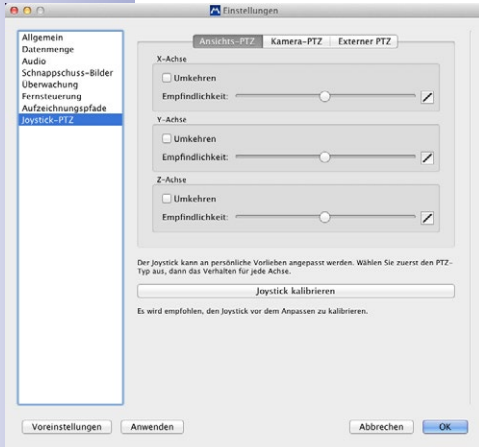 Einstellungen
Allgemein
Datenmenge
Audio
Schnappschuss-Bilder
Überwachung
Fernsteuerung
Aufzeichnungspfade
Joystick-PTZ
Ansichts-PTZ Kamera-PTZ Externer PTZ
X-Achse
Umkehren
Empfindlichkeit:
Y-Achse
Umkehren
Empfindlichkeit:
Z-Achse
Umkehren
Empfindlichkeit:
Der Joystick kann an persönliche Vorlieben angepasst werden. Wählen Sie zuerst den PTZ-
Typ aus, dann das Verhalten für jede Achse.
Joystick kalibrieren
Es wird empfohlen, den Joystick vor dem Anpassen zu kalibrieren.
Voreinstellungen Anwenden Abbrechen OK